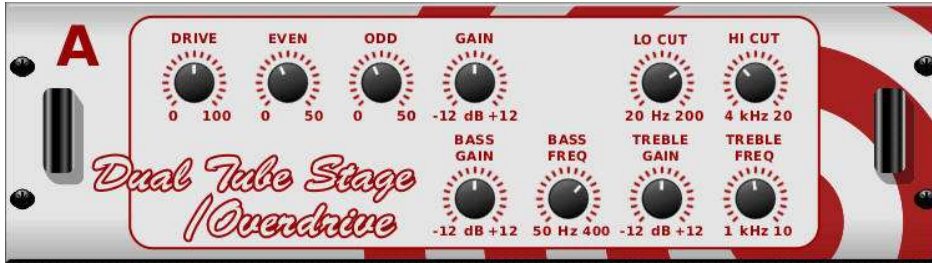 A
DRIVE EVEN ODD GAIN LO CUT HI CUT
0 100 0 50 0 50 -12 dB +12 20 Hz 200 4 kHz 20
BASS GAIN BASS FREQ TREBLE GAIN TREBLE FREQ
-12 dB +12 50 Hz 400 -12 dB +12 1 kHz 10
Dual Tube Stage
/Overdrive